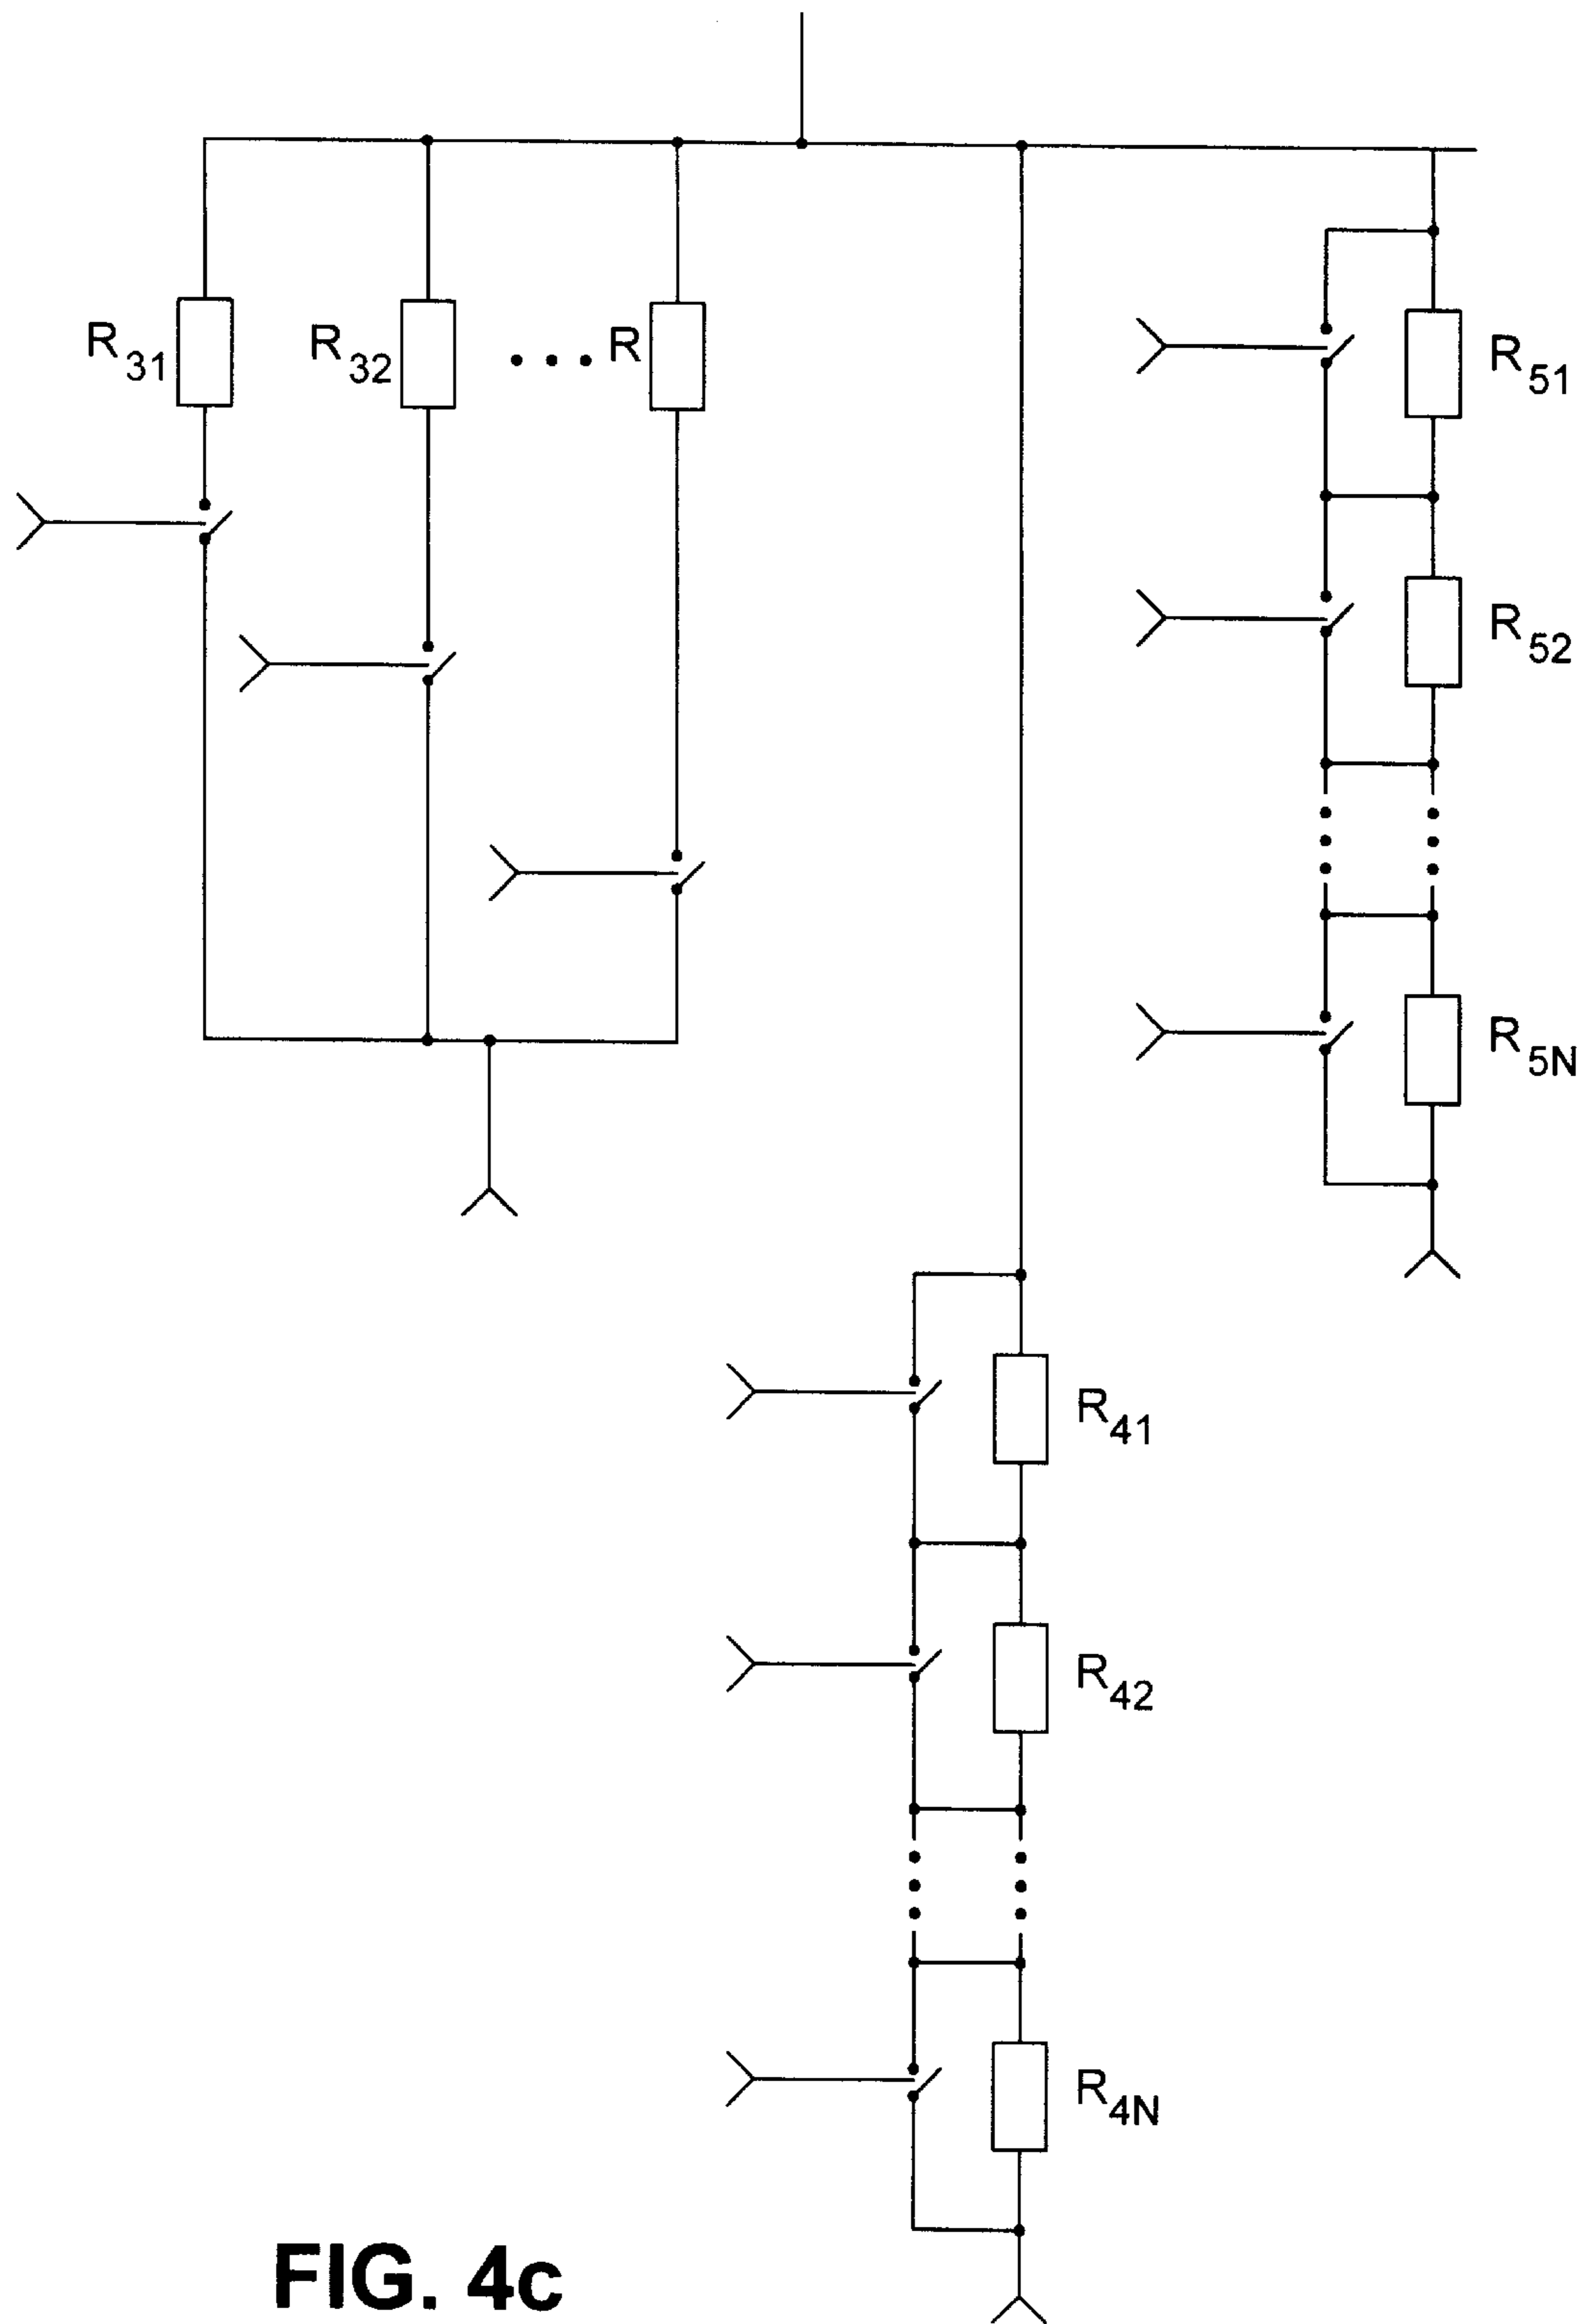 R31
R32
. . . R
R51
R52
R5N
R41
R42
R4N
FIG. 4c